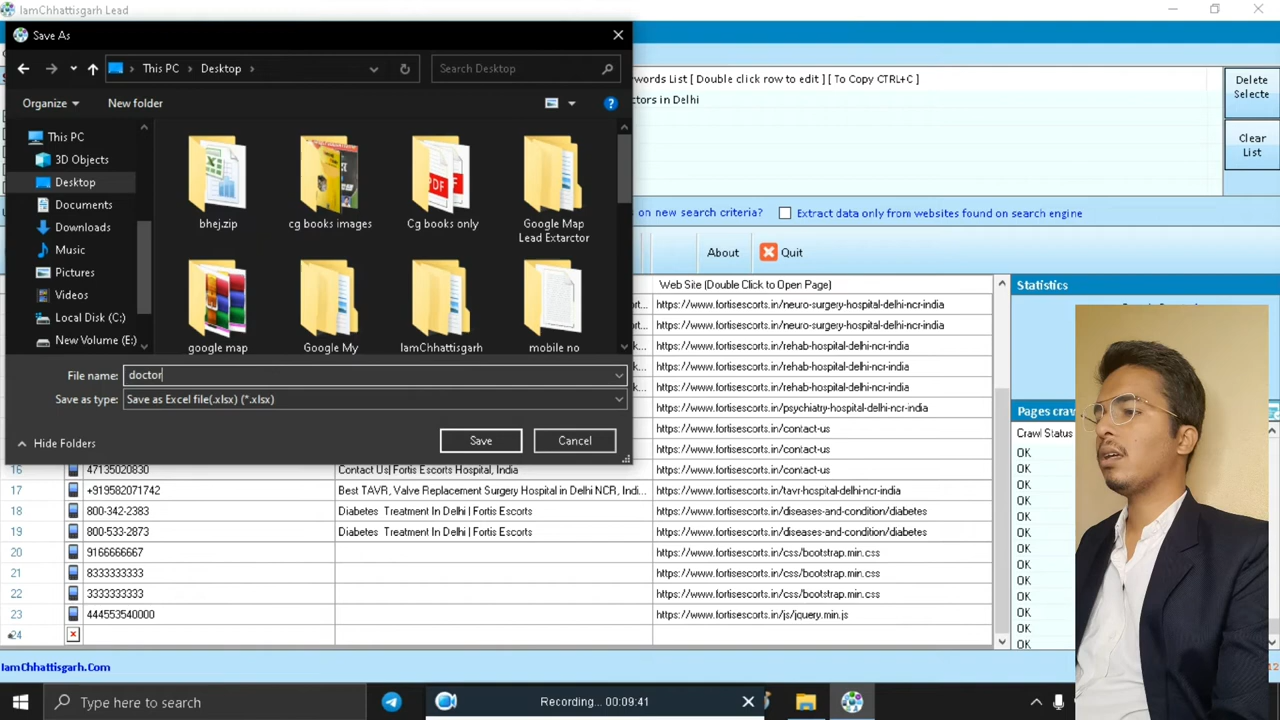 IamChhattisgarh Lead
Save As
This PC
Desktop
Search Desktop
Organize
New folder
This PC
3D Objects
Desktop
Documents
Downloads
Music
Pictures
Videos
Local Disk (C:)
New Volume (E:)
bhej.zip
cg books images
Cg books only
Google Map
Lead Extarctor
google map
Google My
IamChhattisgarh
mobile no
File name: doctor
Save as type: Save as Excel file(.xlsx) (*.xlsx)
Hide Folders
Save
Cancel
words List [ Double click row to edit ] [ To Copy CTRL+C ]
ctors in Delhi
Delete
Selecte
Clear
List
on new search criteria?
Extract data only from websites found on search engine
About
Quit
Web Site (Double Click to Open Page)
https://www.fortisescorts.in/neuro-surgery-hospital-delhi-ncr-india
https://www.fortisescorts.in/neuro-surgery-hospital-delhi-ncr-india
https://www.fortisescorts.in/rehab-hospital-delhi-ncr-india
https://www.fortisescorts.in/rehab-hospital-delhi-ncr-india
https://www.fortisescorts.in/rehab-hospital-delhi-ncr-india
https://www.fortisescorts.in/psychiatry-hospital-delhi-ncr-india
https://www.fortisescorts.in/contact-us
https://www.fortisescorts.in/contact-us
16 47135020830 Contact Us| Fortis Escorts Hospital, India https://www.fortisescorts.in/contact-us
17 +919582071742 Best TAVR, Valve Replacement Surgery Hospital in Delhi NCR, Indi... https://www.fortisescorts.in/tavr-hospital-delhi-ncr-india
18 800-342-2383 Diabetes Treatment In Delhi | Fortis Escorts https://www.fortisescorts.in/diseases-and-condition/diabetes
19 800-533-2873 Diabetes Treatment In Delhi | Fortis Escorts https://www.fortisescorts.in/diseases-and-condition/diabetes
20 9166666667 https://www.fortisescorts.in/css/bootstrap.min.css
21 8333333333 https://www.fortisescorts.in/css/bootstrap.min.css
22 3333333333 https://www.fortisescorts.in/css/bootstrap.min.css
23 444553540000 https://www.fortisescorts.in/js/jquery.min.js
24
Statistics
Pages craw
Crawl Status
OK
OK
OK
OK
OK
OK
OK
OK
OK
OK
OK
OK
OK
IamChhattisgarh.Com
Type here to search
Recording... 00:09:41